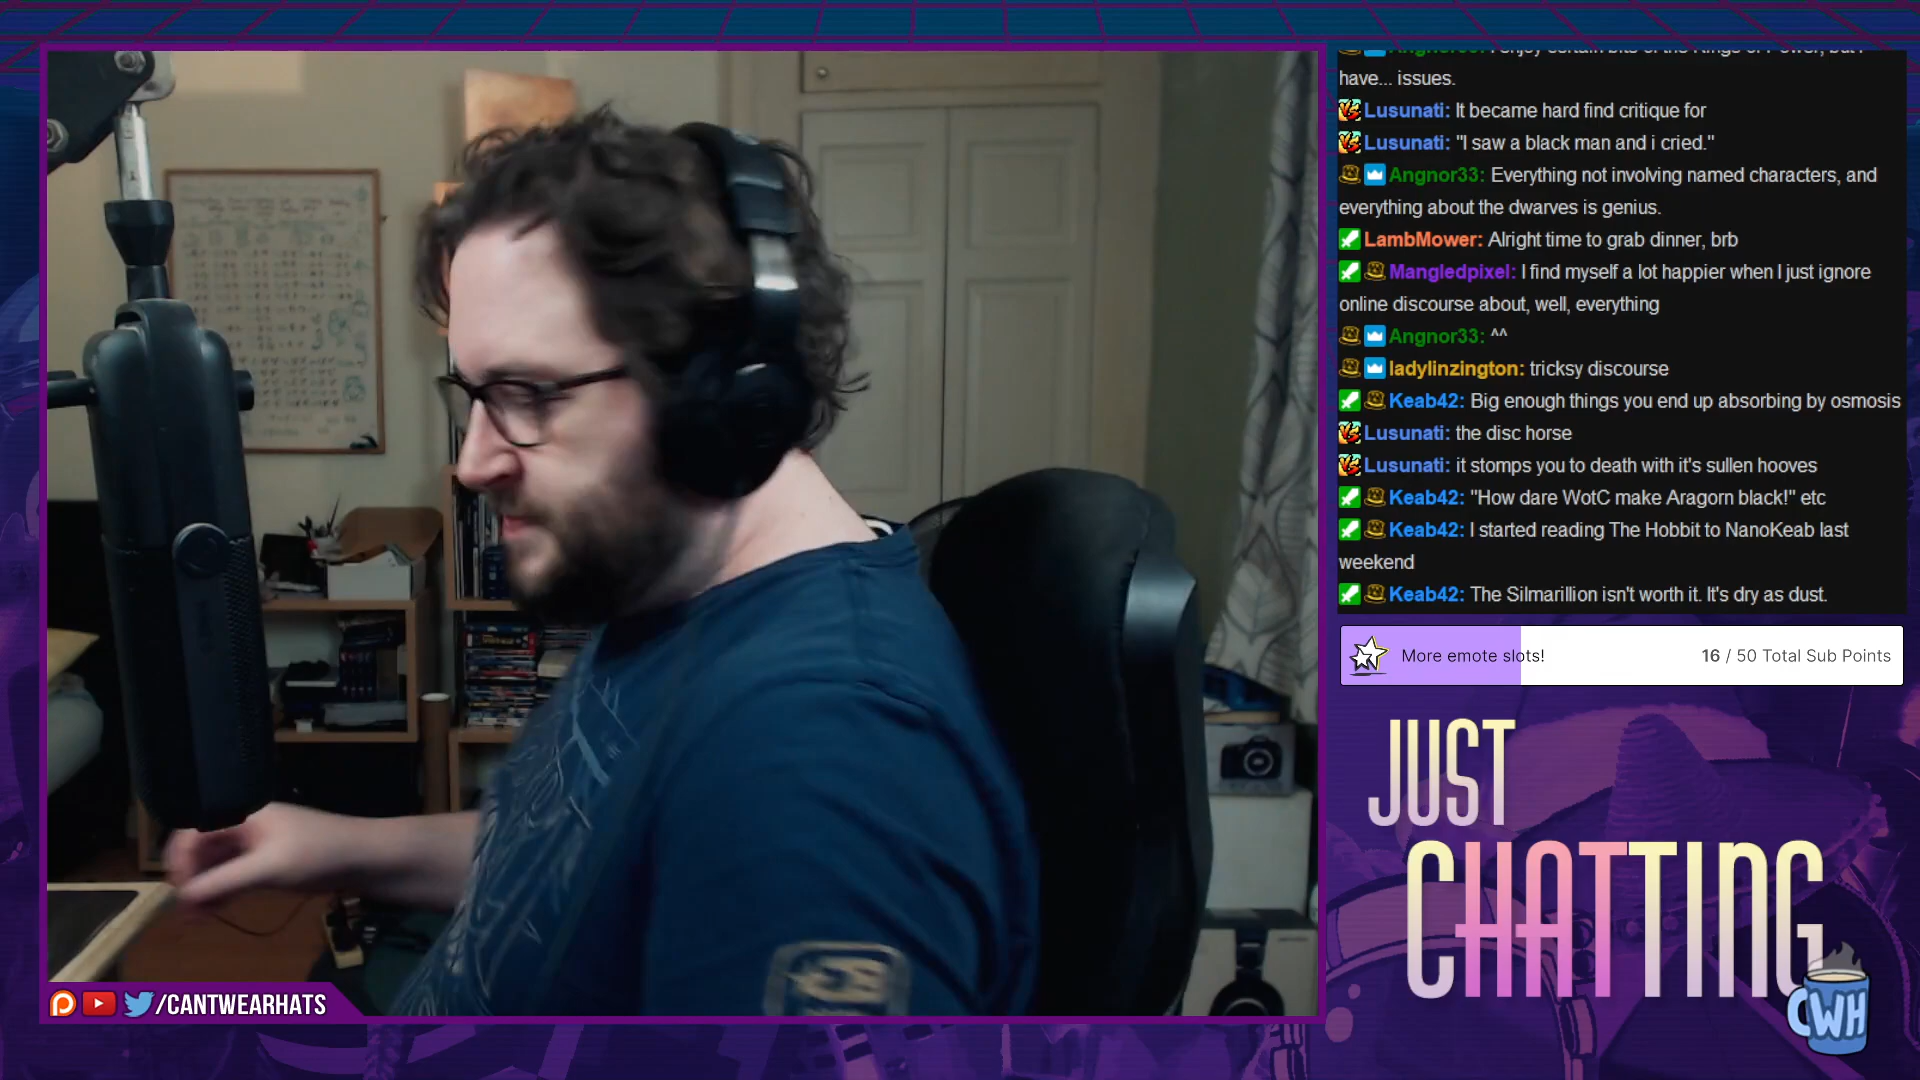 have... issues.
Lusunati: It became hard find critique for
Lusunati: "I saw a black man and i cried."
Angnor33: Everything not involving named characters, and
everything about the dwarves is genius.
LambMower: Alright time to grab dinner, brb
Mangledpixel: I find myself a lot happier when I just ignore
online discourse about, well, everything
Angnor33: ^^
ladylinzington: tricksy discourse
Keab42: Big enough things you end up absorbing by osmosis
Lusunati: the disc horse
Lusunati: it stomps you to death with it's sullen hooves
Keab42: "How dare WotC make Aragorn black!" etc
Keab42: I started reading The Hobbit to NanoKeab last
weekend
Keab42: The Silmarillion isn't worth it. It's dry as dust.
More emote slots! 16 / 50 Total Sub Points
JUST
CHATTING
CWH
/CANTWEARHATS